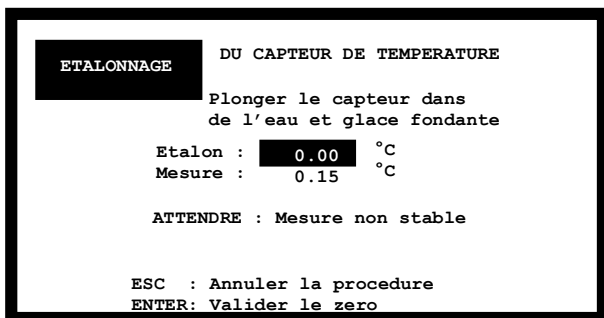 ETALONNAGE DU CAPTEUR DE TEMPERATURE
Plonger le capteur dans
de l'eau et glace fondante
Etalon : 0.00 °C
Mesure : 0.15 °C
ATTENDRE : Mesure non stable
ESC : Annuler la procedure
ENTER: Valider le zero